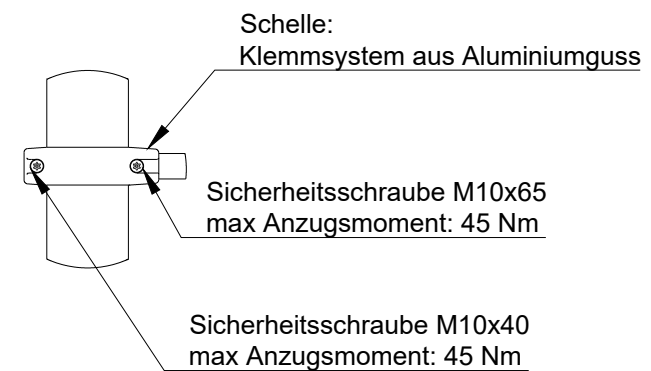 Schelle:
Klemmsystem aus Aluminiumguss
Sicherheitsschraube M10x65
max Anzugsmoment: 45 Nm
Sicherheitsschraube M10x40
max Anzugsmoment: 45 Nm